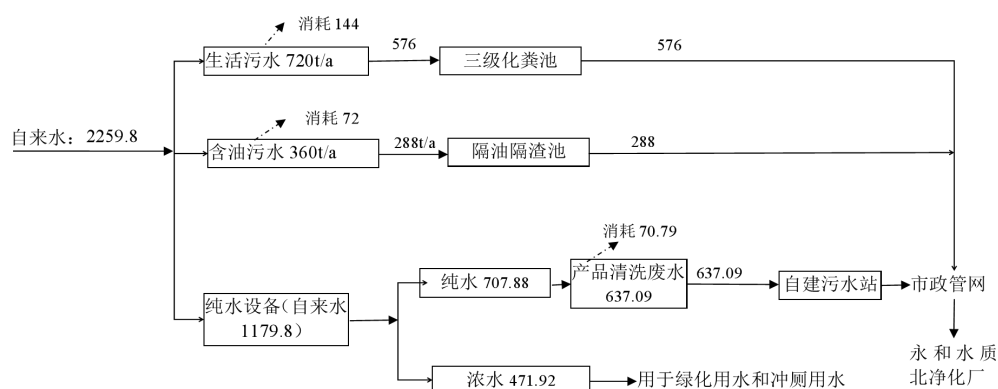 消耗 144
生活污水 720t/a
576
三级化粪池
576
自来水：2259.8
消耗 72
含油污水 360t/a
288t/a
隔油隔渣池
288
消耗 70.79
纯水设备（自来水
1179.8）
纯水 707.88
产品清洗废水
637.09
637.09
自建污水站
市政管网
浓水 471.92
用于绿化用水和冲厕用水
永和水质
北净化厂